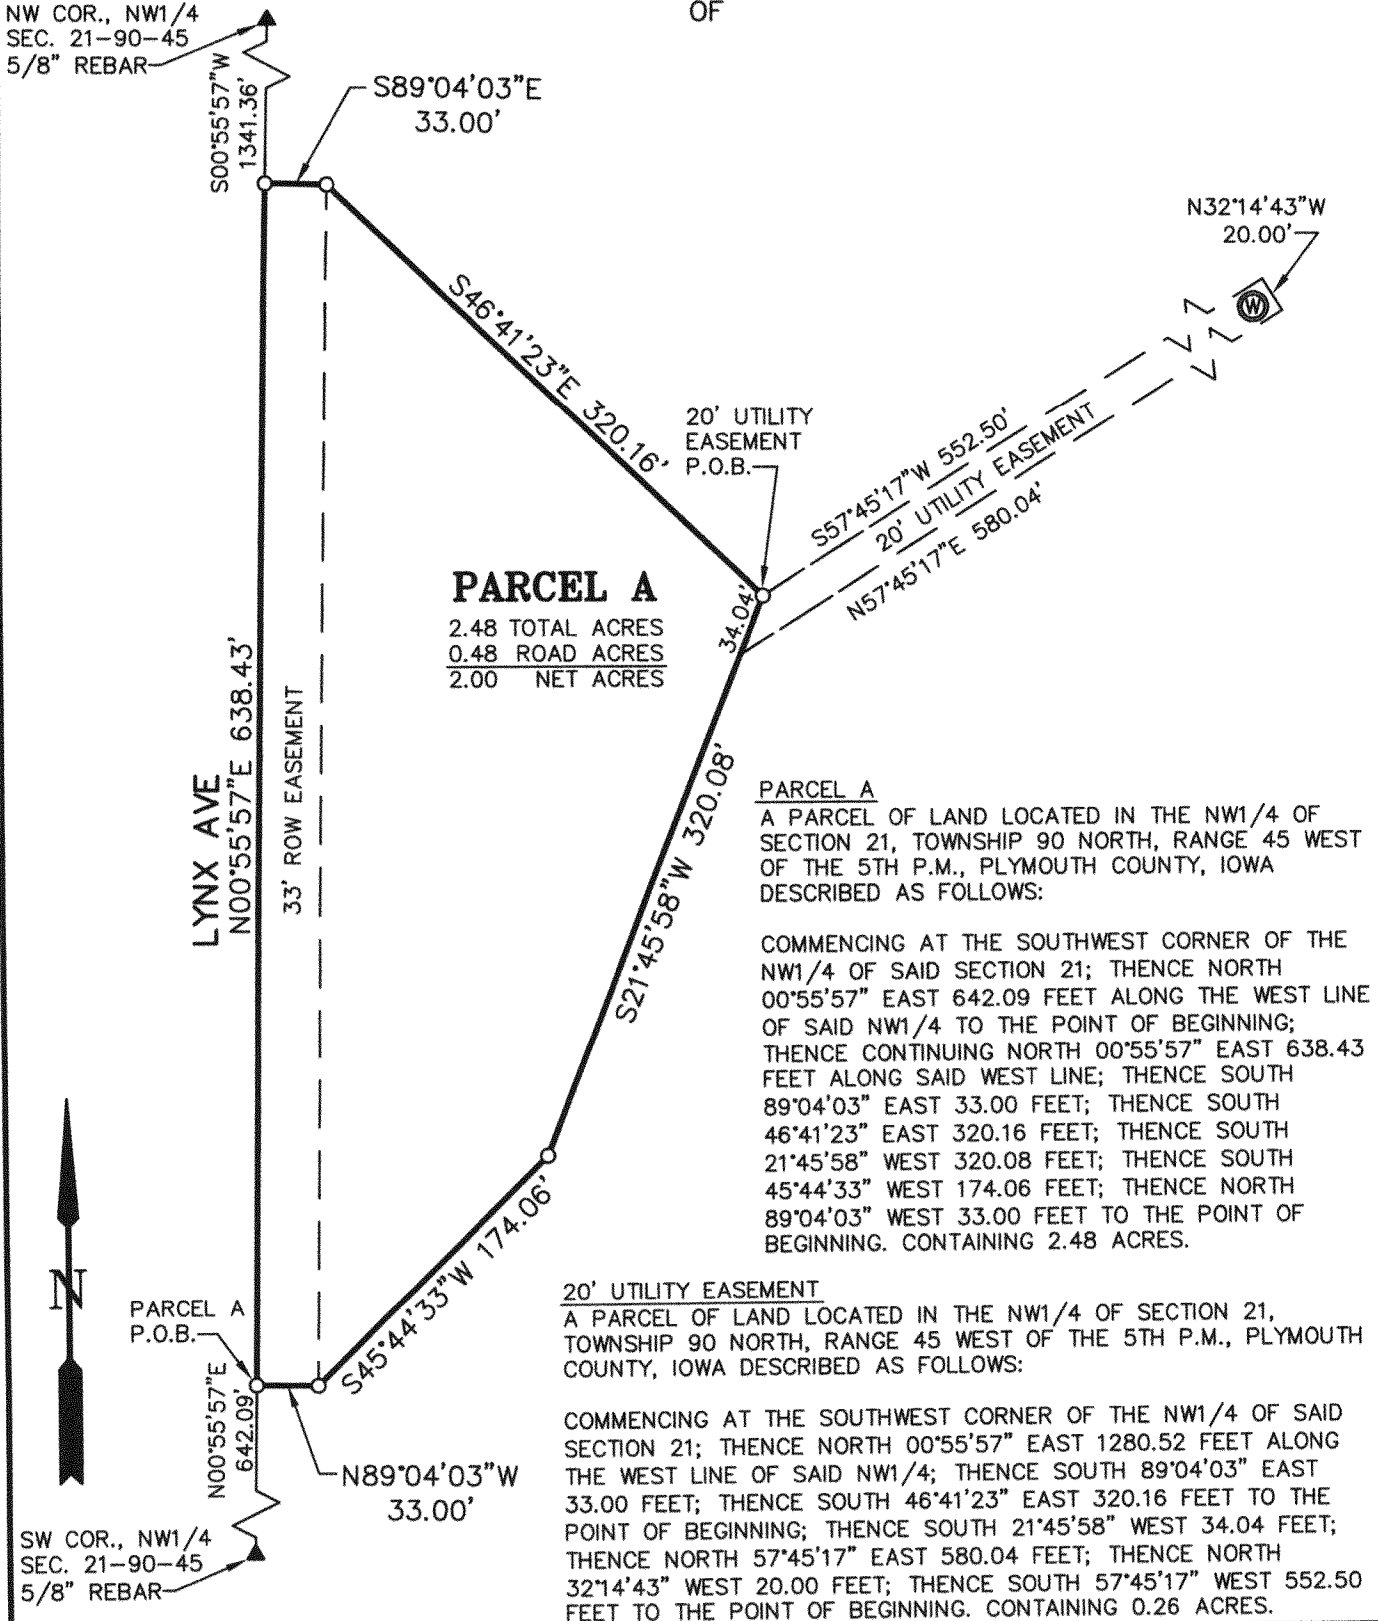 OF
NW COR., NW1/4
SEC. 21-90-45
5/8" REBAR
S00°55'57"W
1341.36'
S89°04'03"E
33.00'
N32°14'43"W
20.00'
W
S46°41'23"E 320.16'
20' UTILITY
EASEMENT
P.O.B.
S57°45'17"W 552.50'
20' UTILITY EASEMENT
N57°45'17"E 580.04'
34.04'
PARCEL A
2.48 TOTAL ACRES
0.48 ROAD ACRES
2.00 NET ACRES
LYNX AVE
N00°55'57"E 638.43'
33' ROW EASEMENT
S21°45'58"W 320.08'
PARCEL A
A PARCEL OF LAND LOCATED IN THE NW1/4 OF
SECTION 21, TOWNSHIP 90 NORTH, RANGE 45 WEST
OF THE 5TH P.M., PLYMOUTH COUNTY, IOWA
DESCRIBED AS FOLLOWS:
COMMENCING AT THE SOUTHWEST CORNER OF THE
NW1/4 OF SAID SECTION 21; THENCE NORTH
00°55'57" EAST 642.09 FEET ALONG THE WEST LINE
OF SAID NW1/4 TO THE POINT OF BEGINNING;
THENCE CONTINUING NORTH 00°55'57" EAST 638.43
FEET ALONG SAID WEST LINE; THENCE SOUTH
89°04'03" EAST 33.00 FEET; THENCE SOUTH
46°41'23" EAST 320.16 FEET; THENCE SOUTH
21°45'58" WEST 320.08 FEET; THENCE SOUTH
45°44'33" WEST 174.06 FEET; THENCE NORTH
89°04'03" WEST 33.00 FEET TO THE POINT OF
BEGINNING. CONTAINING 2.48 ACRES.
N
S45°44'33"W 174.06'
PARCEL A
P.O.B.
N00°55'57"E
642.09'
N89°04'03"W
33.00'
SW COR., NW1/4
SEC. 21-90-45
5/8" REBAR
20' UTILITY EASEMENT
A PARCEL OF LAND LOCATED IN THE NW1/4 OF SECTION 21,
TOWNSHIP 90 NORTH, RANGE 45 WEST OF THE 5TH P.M., PLYMOUTH
COUNTY, IOWA DESCRIBED AS FOLLOWS:
COMMENCING AT THE SOUTHWEST CORNER OF THE NW1/4 OF SAID
SECTION 21; THENCE NORTH 00°55'57" EAST 1280.52 FEET ALONG
THE WEST LINE OF SAID NW1/4; THENCE SOUTH 89°04'03" EAST
33.00 FEET; THENCE SOUTH 46°41'23" EAST 320.16 FEET TO THE
POINT OF BEGINNING; THENCE SOUTH 21°45'58" WEST 34.04 FEET;
THENCE NORTH 57°45'17" EAST 580.04 FEET; THENCE NORTH
32°14'43" WEST 20.00 FEET; THENCE SOUTH 57°45'17" WEST 552.50
FEET TO THE POINT OF BEGINNING. CONTAINING 0.26 ACRES.